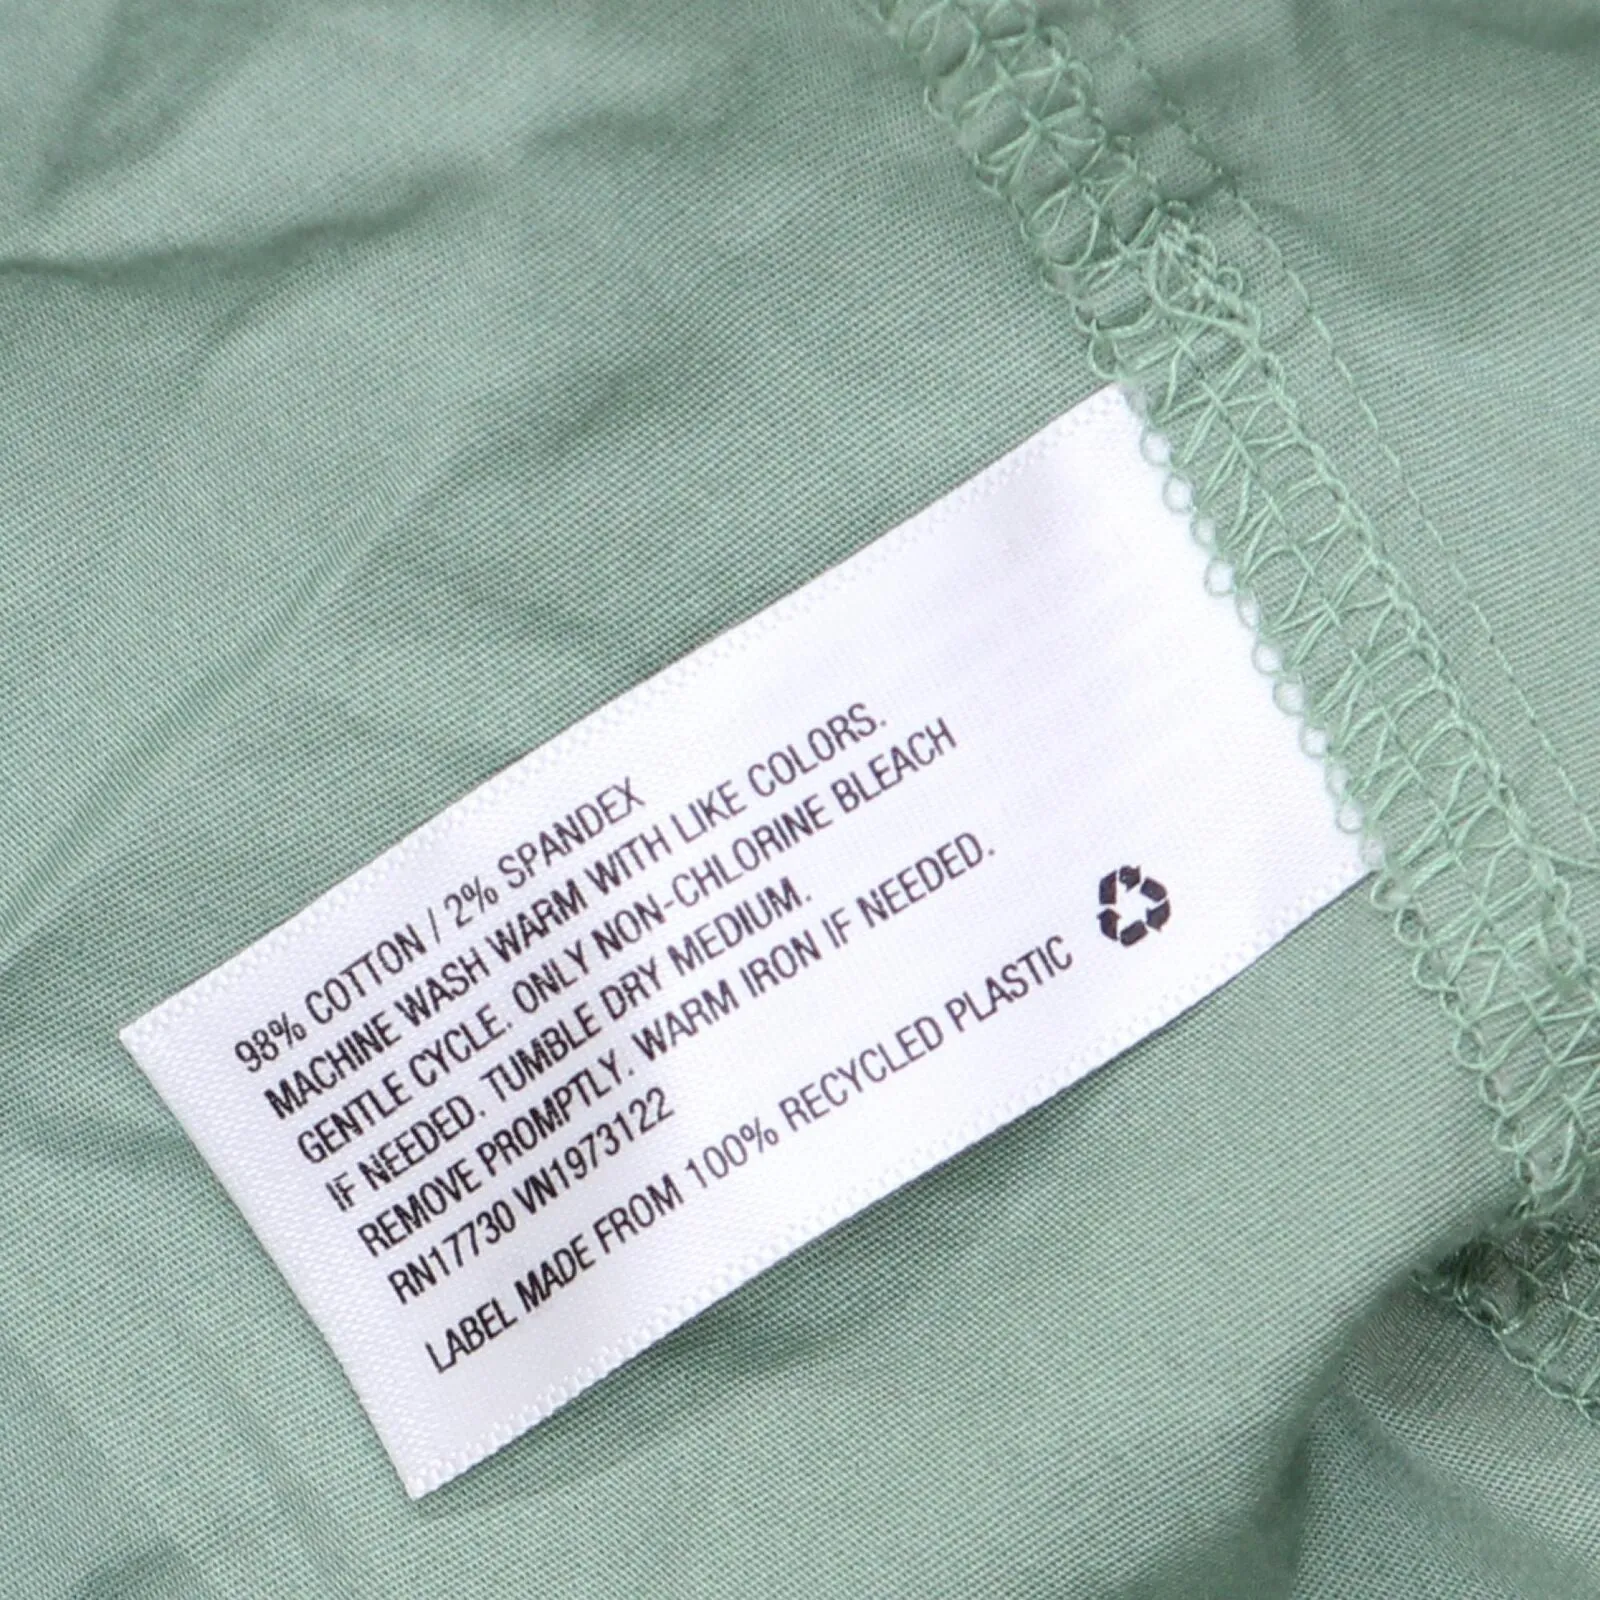 98% COTTON / 2% SPANDEX
MACHINE WASH WARM WITH LIKE COLORS.
GENTLE CYCLE. ONLY NON-CHLORINE BLEACH
IF NEEDED. TUMBLE DRY MEDIUM.
REMOVE PROMPTLY. WARM IRON IF NEEDED.
RN17730 VN1973122
LABEL MADE FROM 100% RECYCLED PLASTIC